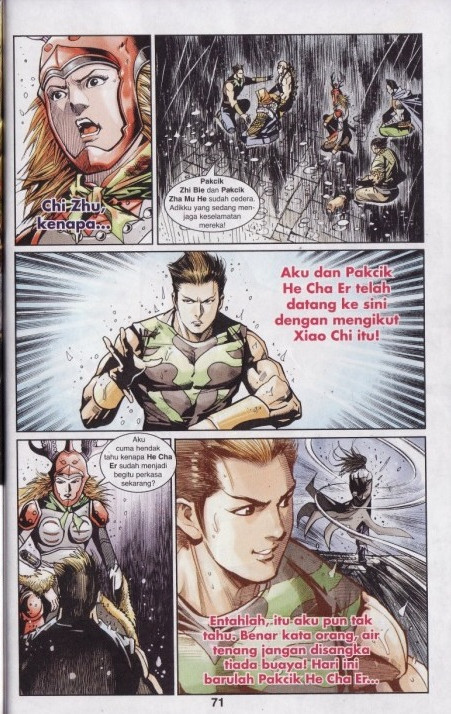 Chi Zhu,
kenapa...
Pakcik
Zhi Bie dan Pakcik
Zha Mu He sudah cedera.
Adikku yang sedang men-
jaga keselamatan
mereka!
Aku dan Pakcik
He Cha Er telah
datang ke sini
dengan mengikut
Xiao Chi itu!
Aku
cuma hendak
tahu kenapa He Cha
Er sudah menjadi
begitu perkasa
sekarang?
Entahlah, itu aku pun tak
tahu. Benar kata orang, air
tenang jangan disangka
tiada buaya! Hari ini
barulah Pakcik He Cha Er...
71